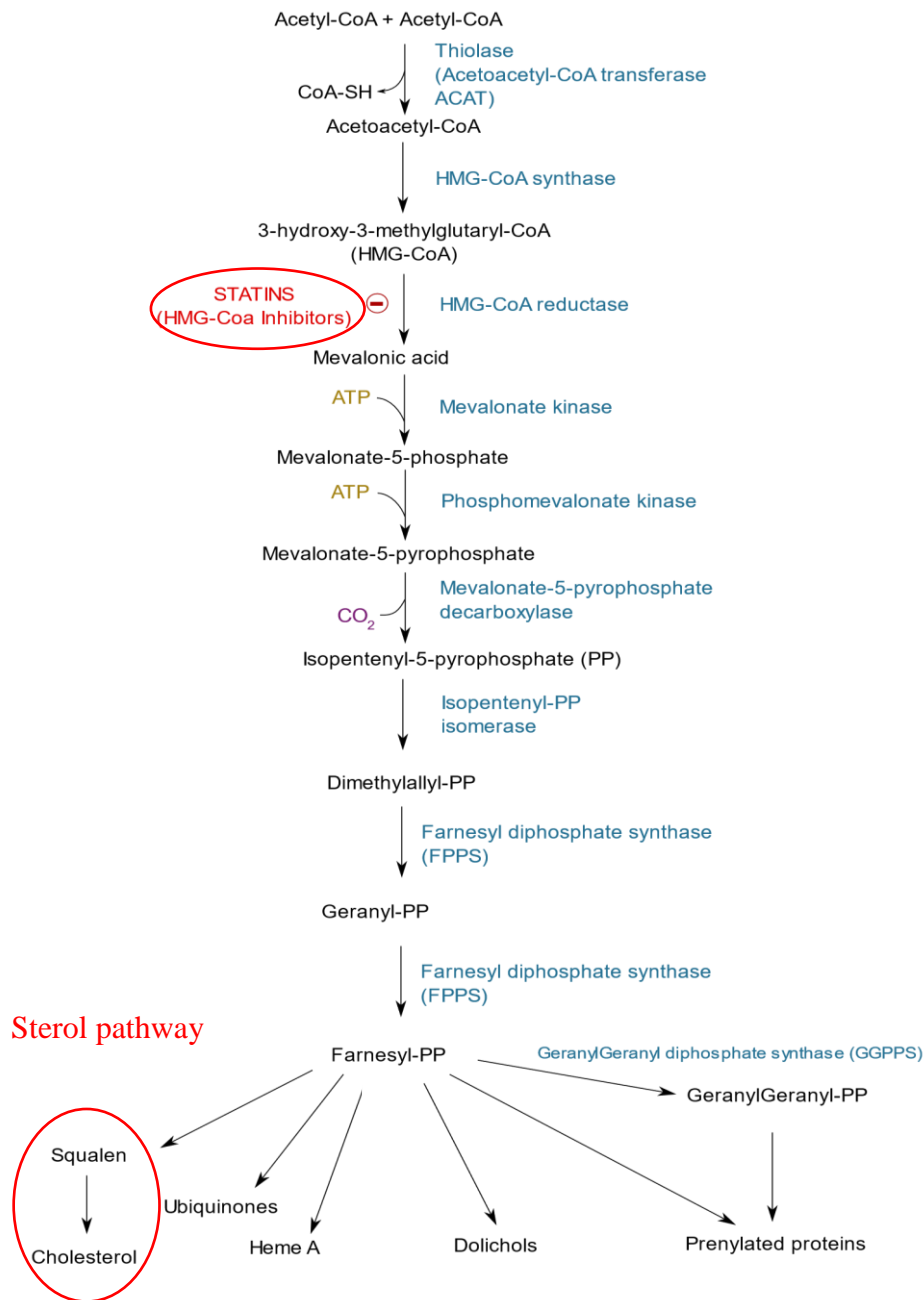 Acetyl-CoA + Acetyl-CoA
Thiolase
(Acetoacetyl-CoA transferase
ACAT)
CoA-SH
Acetoacetyl-CoA
HMG-CoA synthase
3-hydroxy-3-methylglutaryl-CoA
(HMG-CoA)
STATINS
(HMG-Coa Inhibitors)
HMG-CoA reductase
Mevalonic acid
ATP
Mevalonate kinase
Mevalonate-5-phosphate
ATP
Phosphomevalonate kinase
Mevalonate-5-pyrophosphate
Mevalonate-5-pyrophosphate
decarboxylase
CO₂
Isopentenyl-5-pyrophosphate (PP)
Isopentenyl-PP
isomerase
Dimethylallyl-PP
Farnesyl diphosphate synthase
(FPPS)
Geranyl-PP
Farnesyl diphosphate synthase
(FPPS)
Sterol pathway
Farnesyl-PP
GeranylGeranyl diphosphate synthase (GGPPS)
GeranylGeranyl-PP
Squalen
Ubiquinones
Cholesterol
Heme A
Dolichols
Prenylated proteins